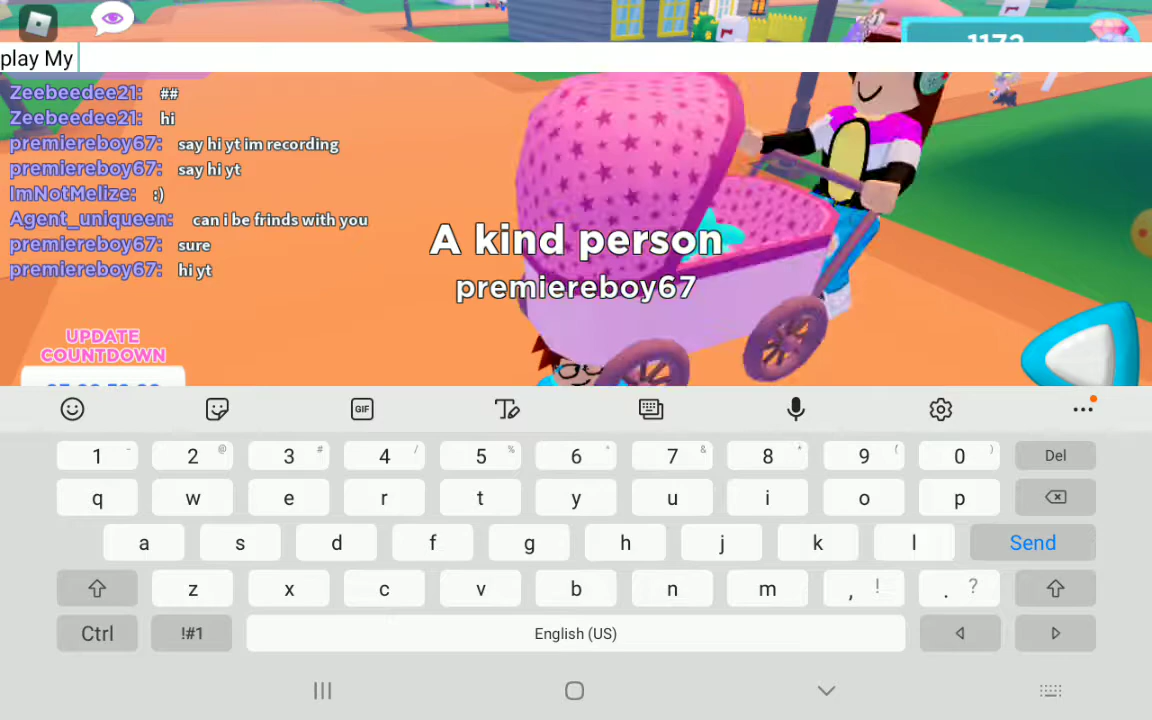 1172
play My
Zeebeedee21: ##
Zeebeedee21: hi
premiereboy67: say hi yt im recording
premiereboy67: say hi yt
ImNotMelize: :)
Agent_uniqueen: can i be frinds with you
premiereboy67: sure
premiereboy67: hi yt
A kind person
premiereboy67
UPDATE
COUNTDOWN
GIF
1 - 2 @ 3 # 4 / 5 % 6 ^ 7 & 8 * 9 ( 0 ) Del
q w e r t y u i o p
a s d f g h j k l Send
z x c v b n m , ! . ?
Ctrl !#1 English (US)